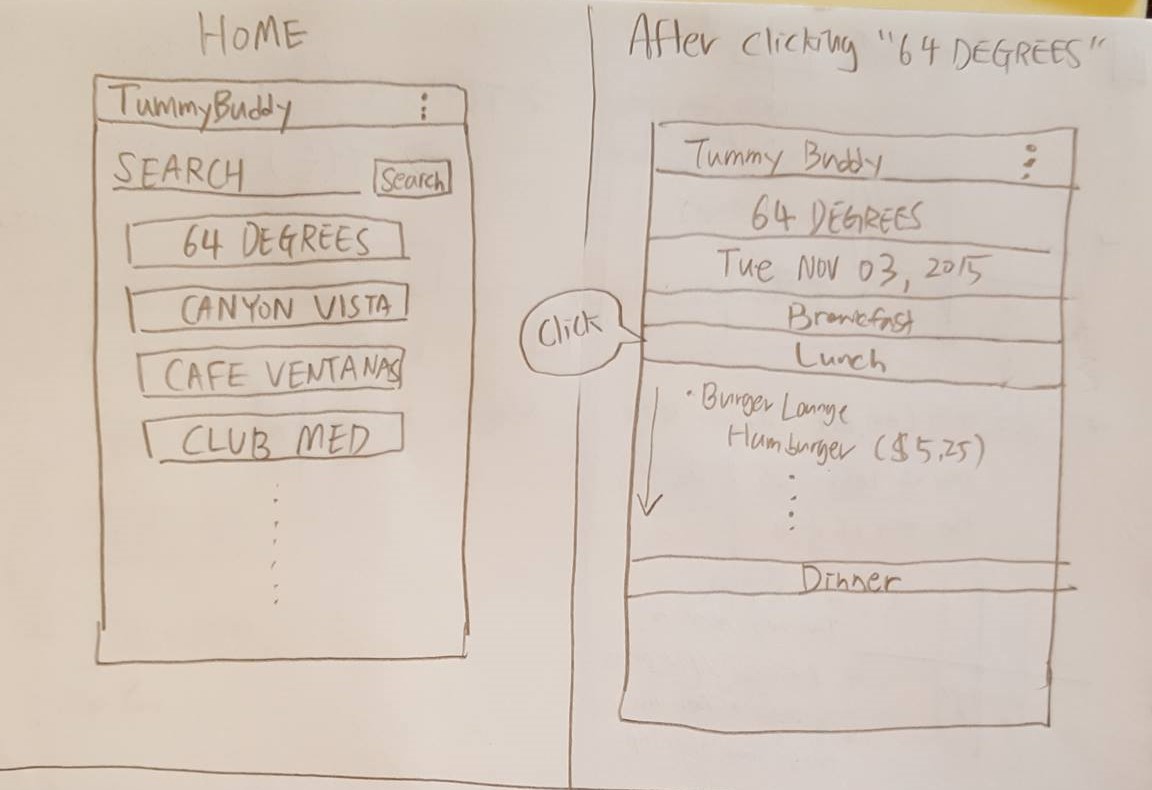 HOME
TummyBuddy
SEARCH Search
64 DEGREES
CANYON VISTA
CAFE VENTANAS
CLUB MED
After clicking "64 DEGREES"
Tummy Buddy
64 DEGREES
Tue NOV 03, 2015
Breakfast
Click
Lunch
· Burger Lounge
Hamburger ($5.25)
Dinner